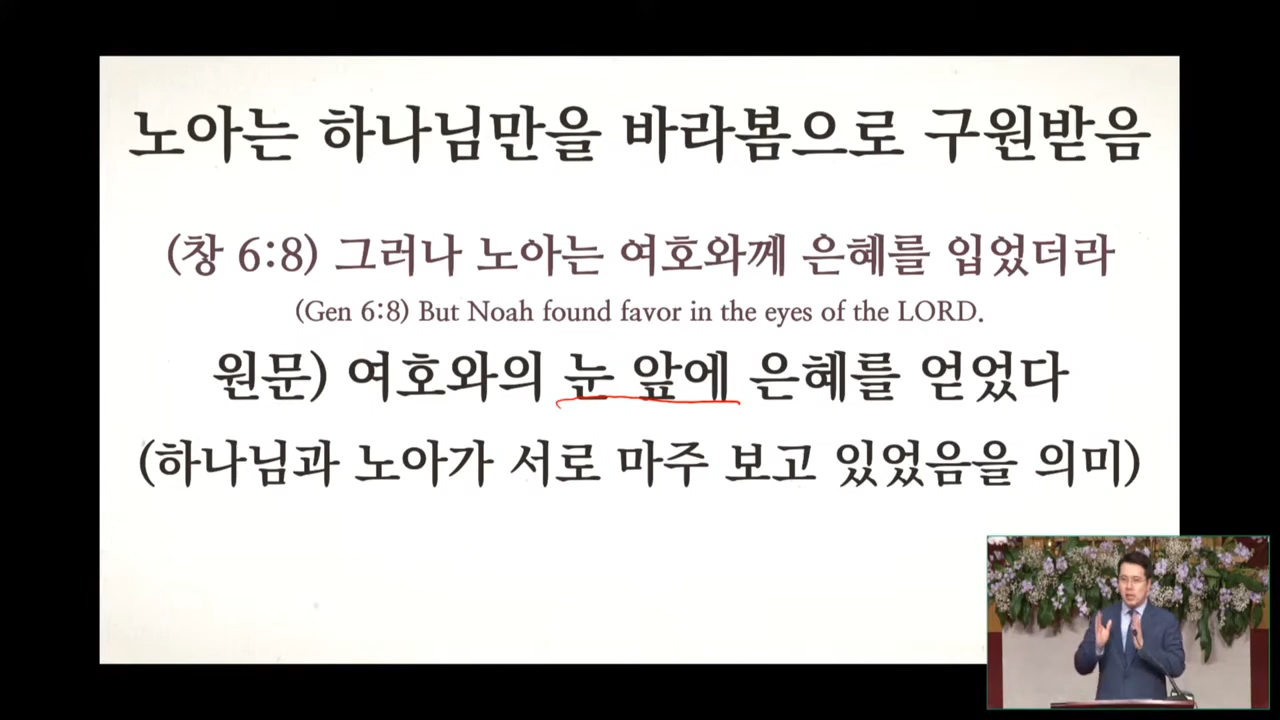 노아는 하나님만을 바라봄으로 구원받음
(창 6:8) 그러나 노아는 여호와께 은혜를 입었더라
(Gen 6:8) But Noah found favor in the eyes of the LORD.
원문) 여호와의 눈 앞에 은혜를 얻었다
(하나님과 노아가 서로 마주 보고 있었음을 의미)